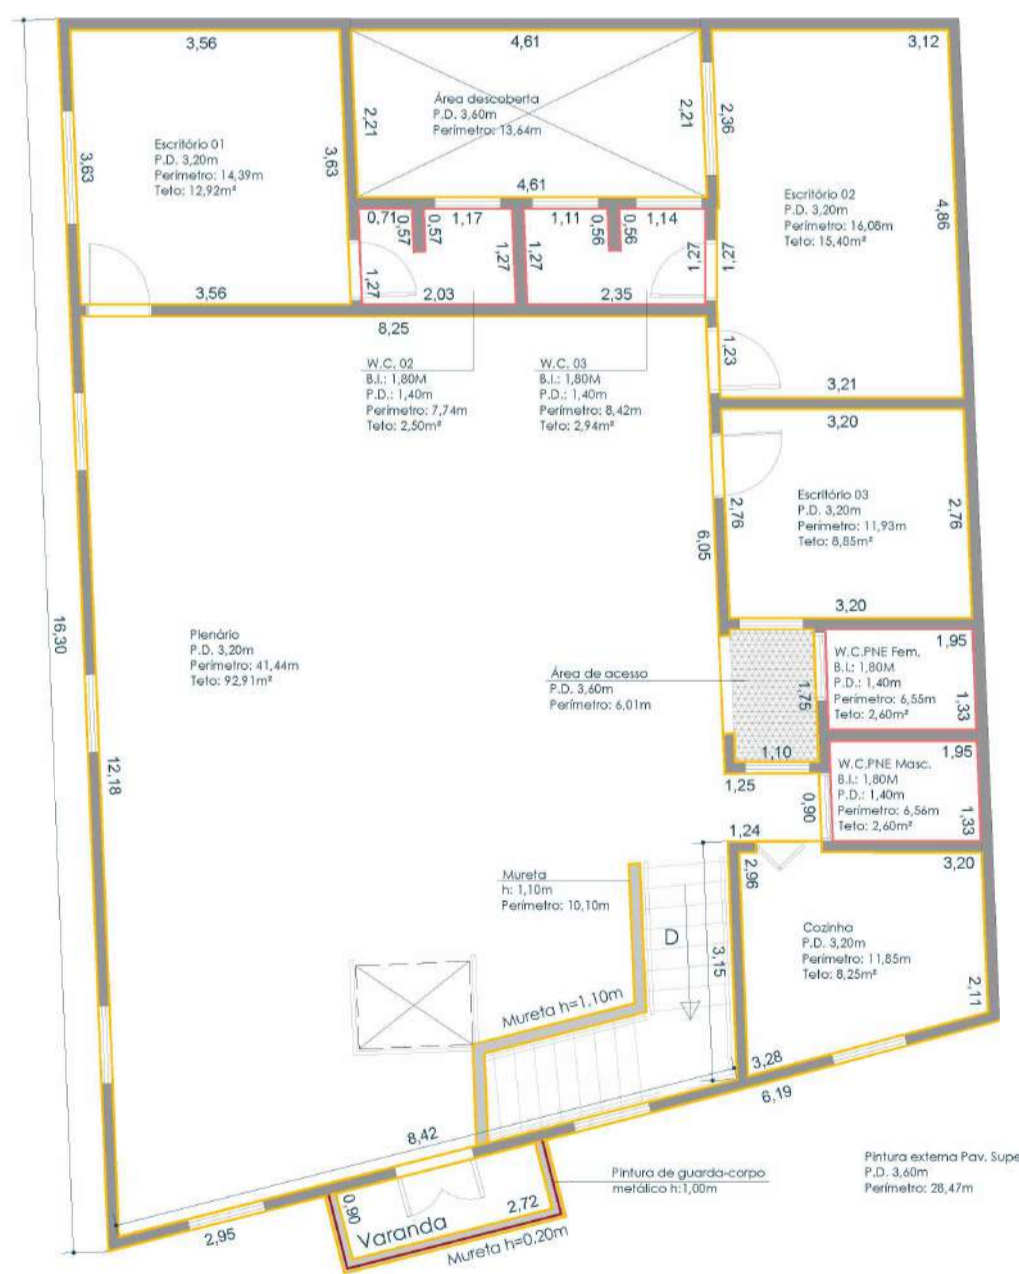 3,56
4,61
3,12
Área descoberta
P.D. 3,60m
Perímetro: 13,64m
2,21
2,21
2,36
Escritório 01
P.D. 3,20m
Perímetro: 14,39m
Teto: 12,92m²
3,63
3,63
4,61
Escritório 02
P.D. 3,20m
Perímetro: 16,08m
Teto: 15,40m²
4,86
0,71
0,57
0,57
1,17
1,11
0,56
0,56
1,14
1,27
1,27
1,27
1,27
1,27
3,56
2,03
2,35
8,25
W.C. 02
B.I.: 1,80M
P.D.: 1,40m
Perímetro: 7,74m
Teto: 2,50m²
W.C. 03
B.I.: 1,80M
P.D.: 1,40m
Perímetro: 8,42m
Teto: 2,94m²
1,23
3,21
3,20
Escritório 03
P.D. 3,20m
Perímetro: 11,93m
Teto: 8,85m²
2,76
2,76
6,05
3,20
16,30
Plenário
P.D. 3,20m
Perímetro: 41,44m
Teto: 92,91m²
Área de acesso
P.D. 3,60m
Perímetro: 6,01m
1,75
1,10
1,95
W.C.PNE Fem.
B.I.: 1,80M
P.D.: 1,40m
Perímetro: 6,55m
Teto: 2,60m²
1,33
12,18
1,25
0,90
1,95
W.C.PNE Masc.
B.I.: 1,80M
P.D.: 1,40m
Perímetro: 6,56m
Teto: 2,60m²
1,33
1,24
2,96
3,20
Mureta
h: 1,10m
Perímetro: 10,10m
D
3,15
Cozinha
P.D. 3,20m
Perímetro: 11,85m
Teto: 8,25m²
2,11
Mureta h=1,10m
3,28
6,19
8,42
Pintura de guarda-corpo
metálico h:1,00m
Pintura externa Pav. Supe
P.D. 3,60m
Perímetro: 28,47m
0,90
2,72
Varanda
2,95
Mureta h=0,20m